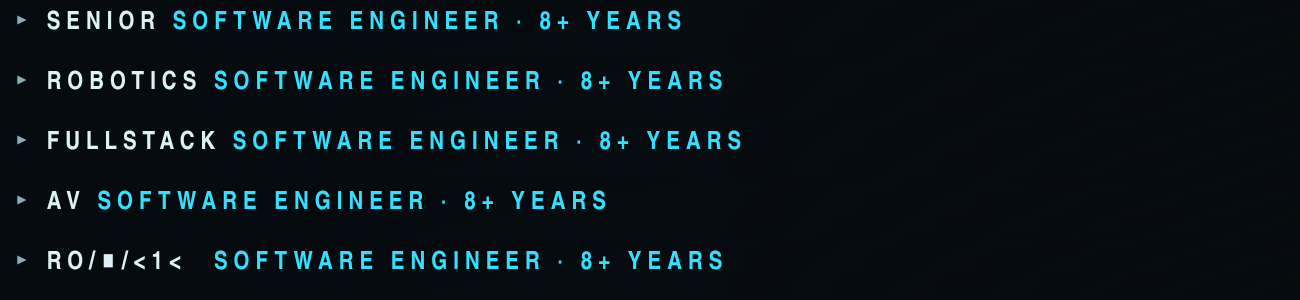 ▸ SENIOR SOFTWARE ENGINEER · 8+ YEARS
▸ ROBOTICS SOFTWARE ENGINEER · 8+ YEARS
▸ FULLSTACK SOFTWARE ENGINEER · 8+ YEARS
▸ AV SOFTWARE ENGINEER · 8+ YEARS
▸ RO/∎/<1< SOFTWARE ENGINEER · 8+ YEARS